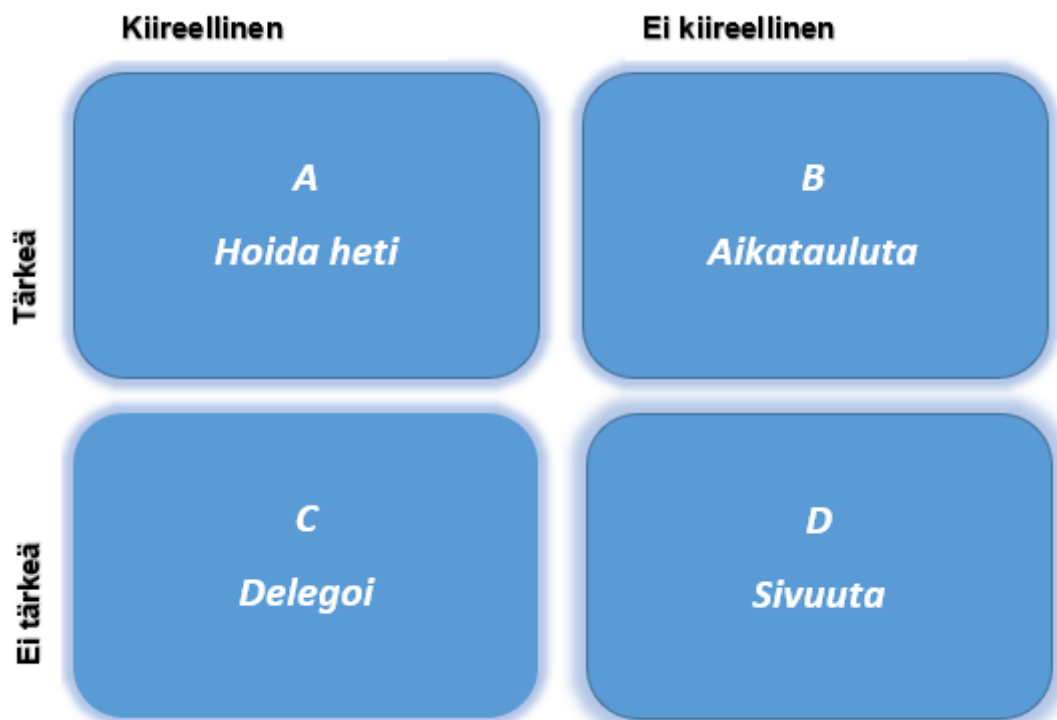 Kiireellinen
Ei kiireellinen
Tärkeä
A
Hoida heti
B
Aikatauluta
Ei tärkeä
C
Delegoi
D
Sivuuta